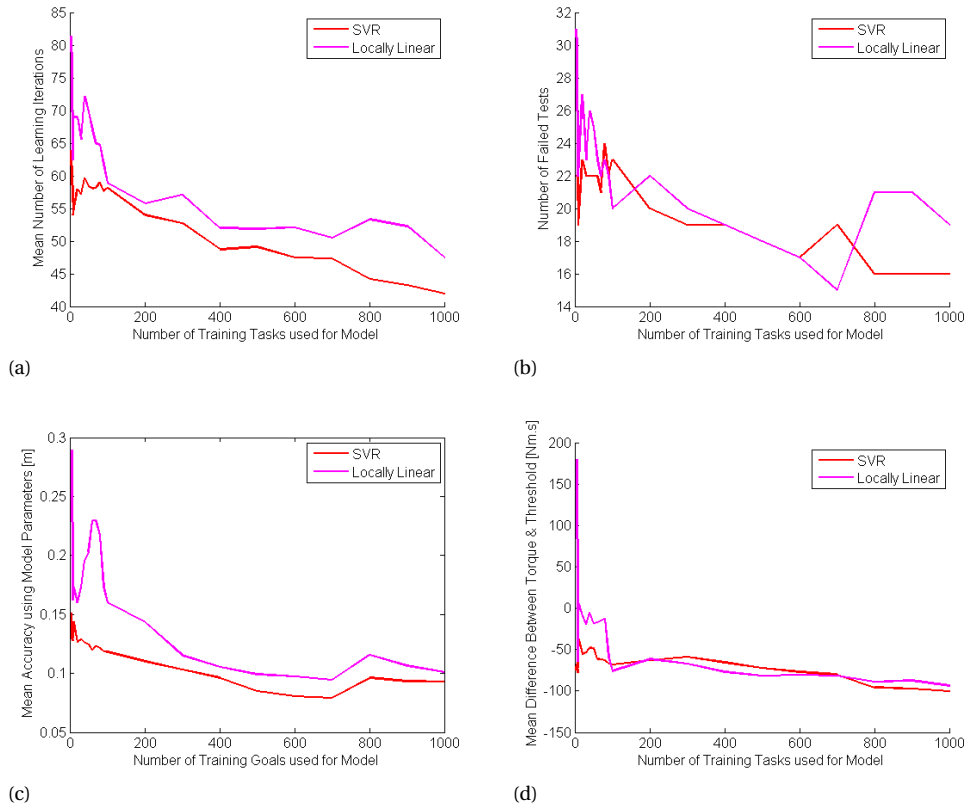 85
80
75
70
65
60
55
50
45
40
Mean Number of Learning Iterations
SVR
Locally Linear
0 200 400 600 800 1000
Number of Training Tasks used for Model
(a)
32
30
28
26
24
22
20
18
16
14
Number of Failed Tests
SVR
Locally Linear
0 200 400 600 800 1000
Number of Training Tasks used for Model
(b)
0.3
0.25
0.2
0.15
0.1
0.05
Mean Accuracy using Model Parameters [m]
SVR
Locally Linear
0 200 400 600 800 1000
Number of Training Goals used for Model
(c)
200
150
100
50
0
-50
-100
-150
Mean Difference Between Torque & Threshold [Nm.s]
SVR
Locally Linear
0 200 400 600 800 1000
Number of Training Tasks used for Model
(d)